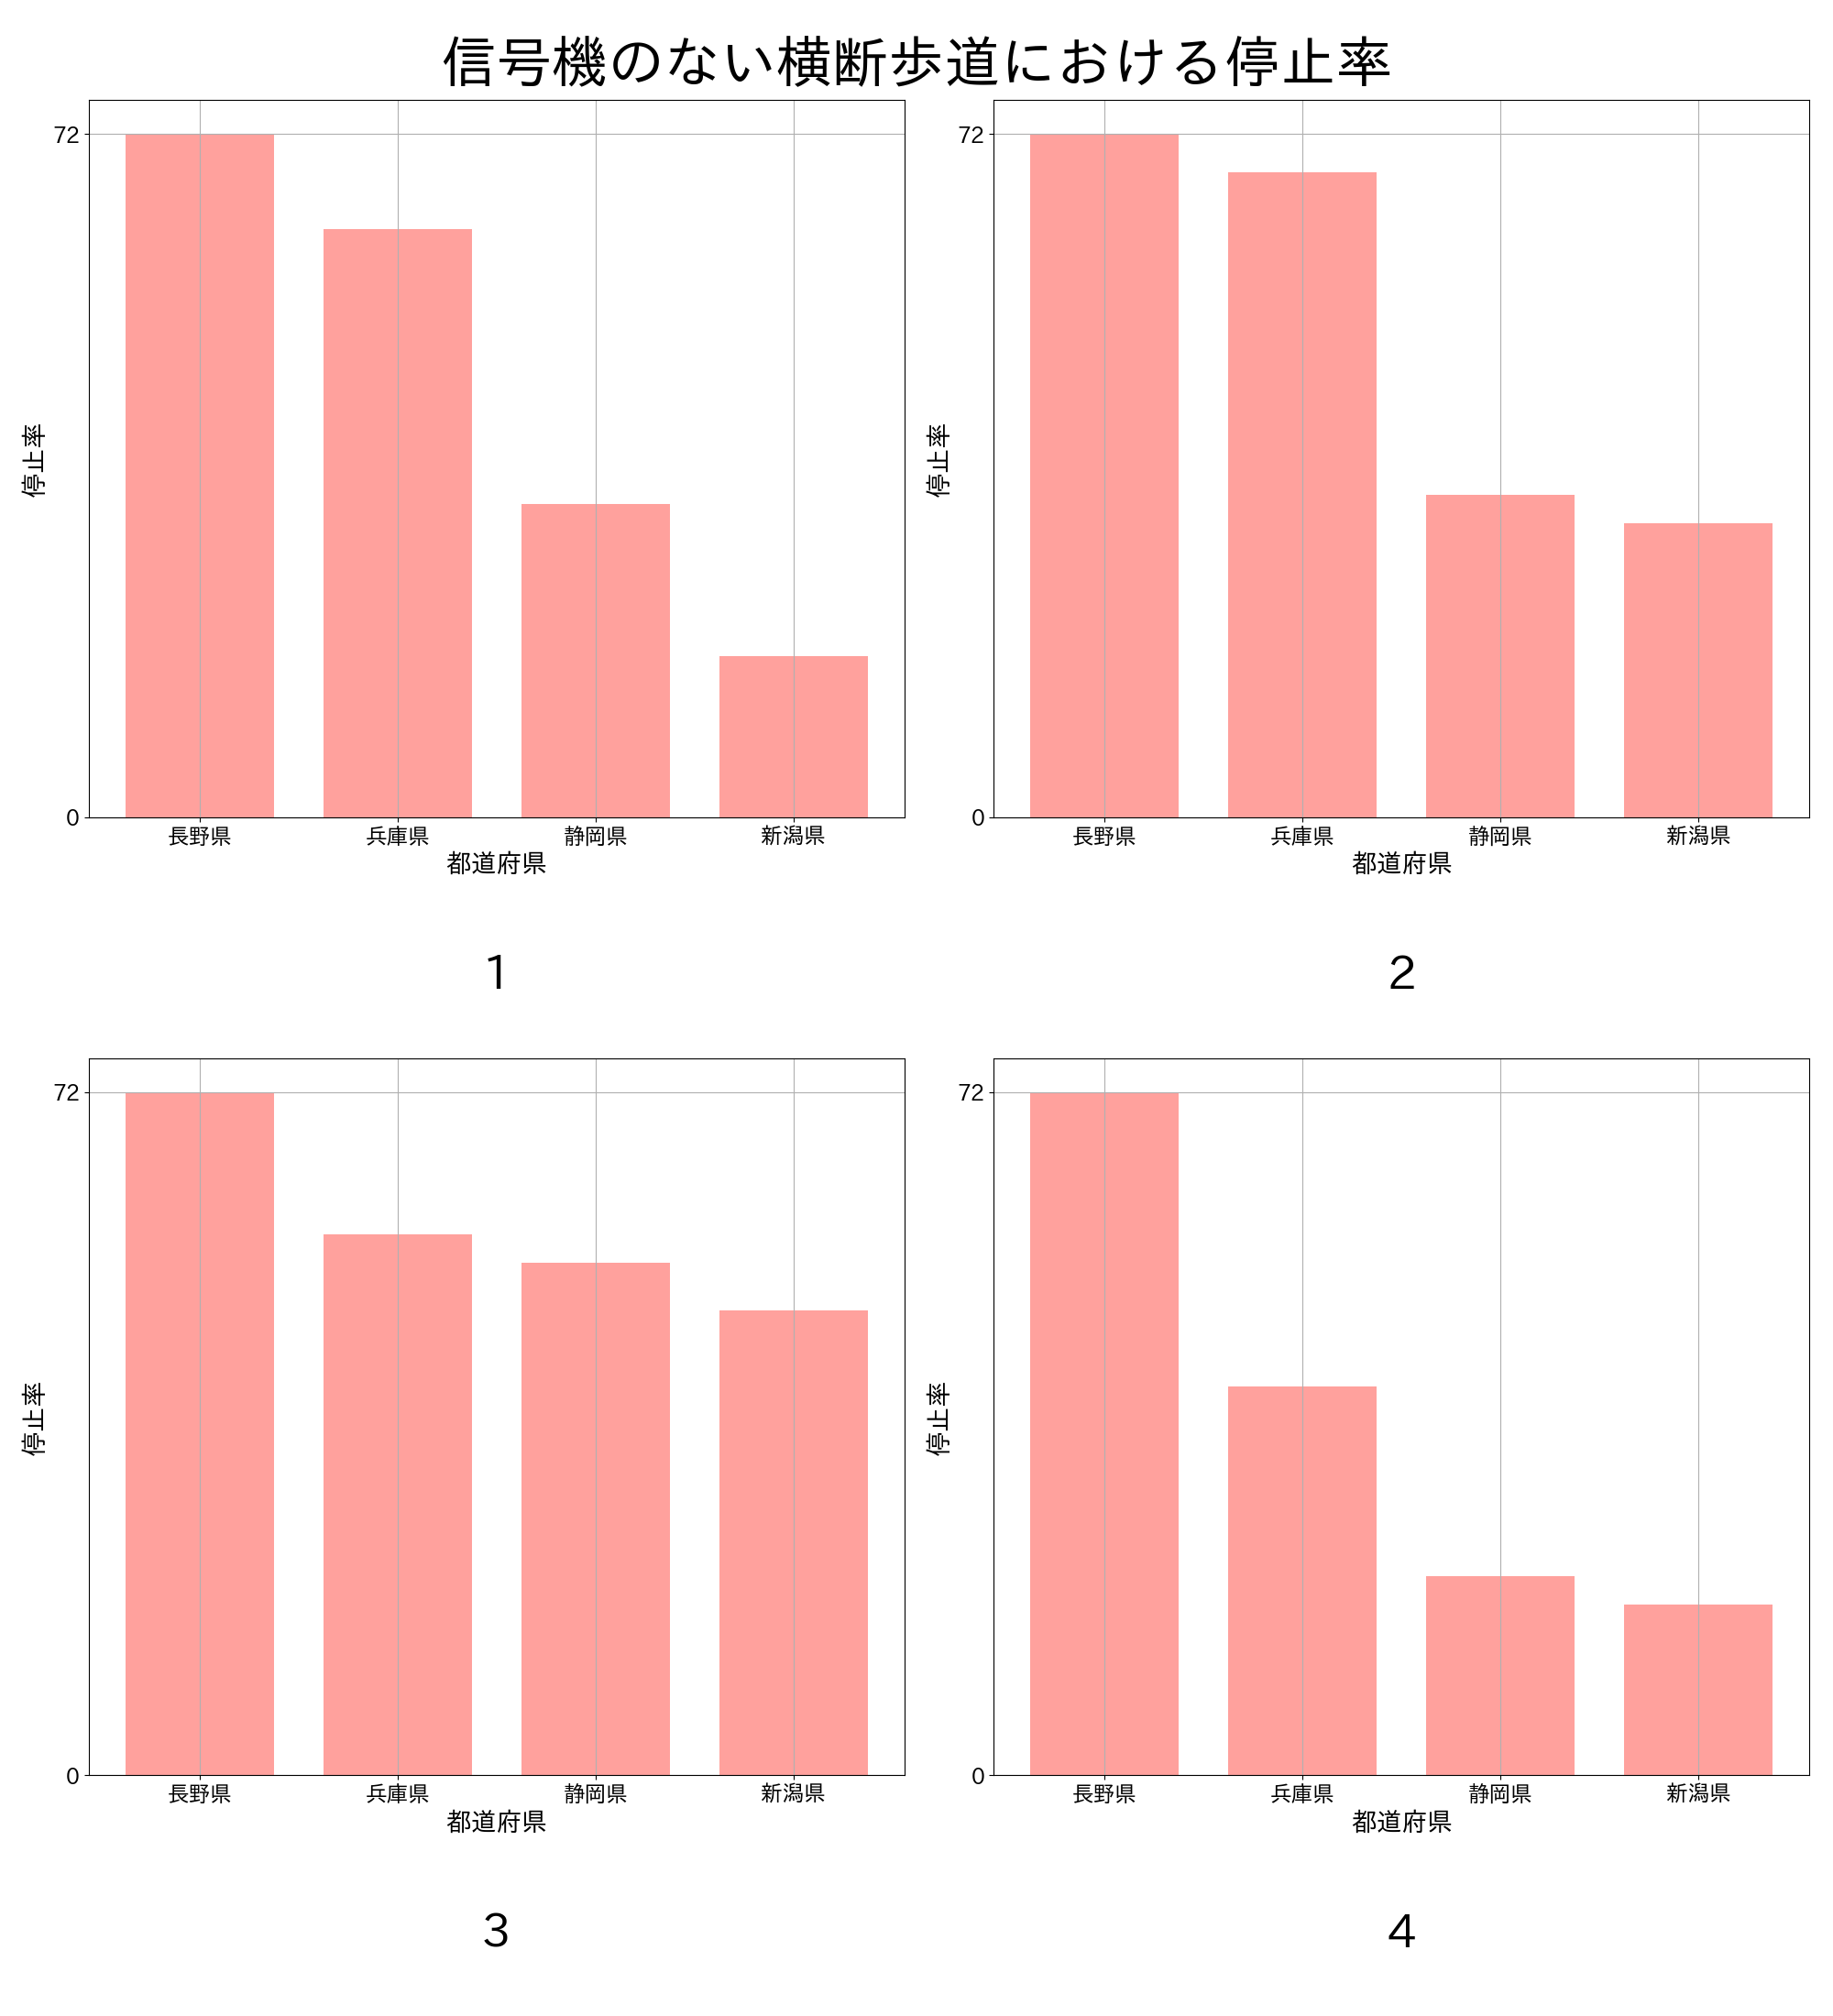 信号機のない横断歩道における停止率
72
0
停止率
長野県 兵庫県 静岡県 新潟県
都道府県
1
72
0
停止率
長野県 兵庫県 静岡県 新潟県
都道府県
2
72
0
停止率
長野県 兵庫県 静岡県 新潟県
都道府県
3
72
0
停止率
長野県 兵庫県 静岡県 新潟県
都道府県
4